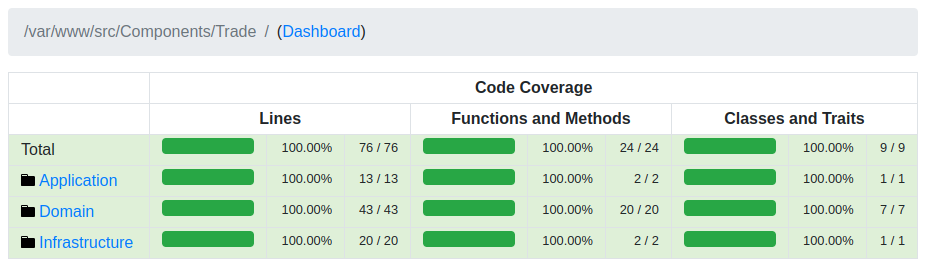 /var/www/src/Components/Trade / (Dashboard)
Code Coverage
Lines Functions and Methods Classes and Traits
Total 100.00% 76 / 76 100.00% 24 / 24 100.00% 9 / 9
Application 100.00% 13 / 13 100.00% 2 / 2 100.00% 1 / 1
Domain 100.00% 43 / 43 100.00% 20 / 20 100.00% 7 / 7
Infrastructure 100.00% 20 / 20 100.00% 2 / 2 100.00% 1 / 1